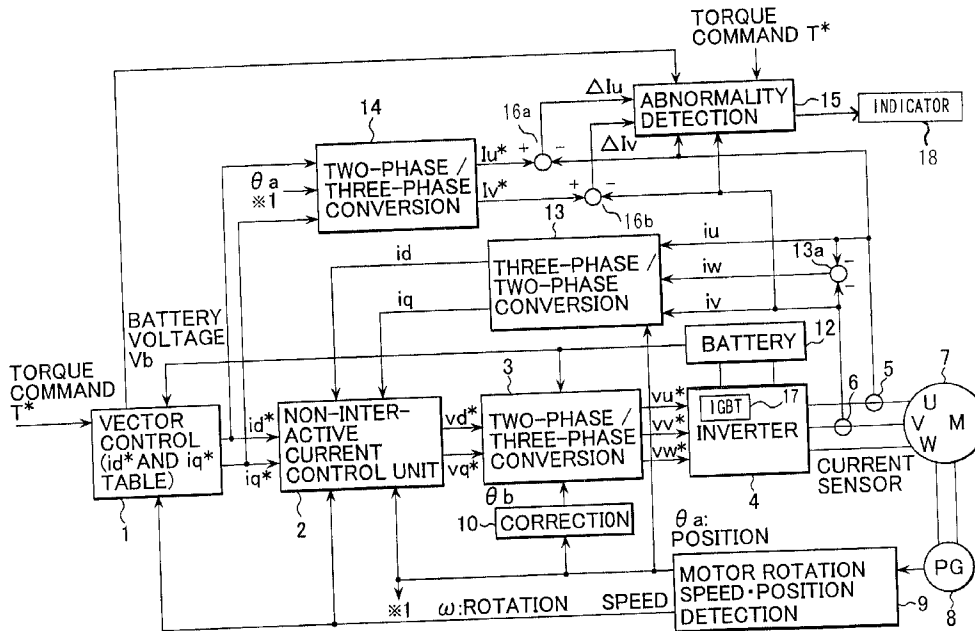 TORQUE
COMMAND T*
ΔIu
ABNORMALITY
DETECTION
15
INDICATOR
18
16a
+
−
ΔIv
14
TWO-PHASE /
THREE-PHASE
CONVERSION
Iu*
Iv*
θa
※1
+
−
16b
13
THREE-PHASE /
TWO-PHASE
CONVERSION
id
iq
iu
iw
iv
13a
−
−
BATTERY
VOLTAGE
Vb
BATTERY
12
TORQUE
COMMAND
T*
VECTOR
CONTROL
(id* AND iq*
TABLE)
1
id*
iq*
NON-INTER-
ACTIVE
CURRENT
CONTROL UNIT
2
vd*
vq*
3
TWO-PHASE /
THREE-PHASE
CONVERSION
vu*
vv*
vw*
IGBT
17
INVERTER
4
6
5
7
U
V
M
W
CURRENT
SENSOR
θb
10
CORRECTION
θa:
POSITION
MOTOR ROTATION
SPEED・POSITION
DETECTION
9
PG
8
※1
ω:ROTATION SPEED